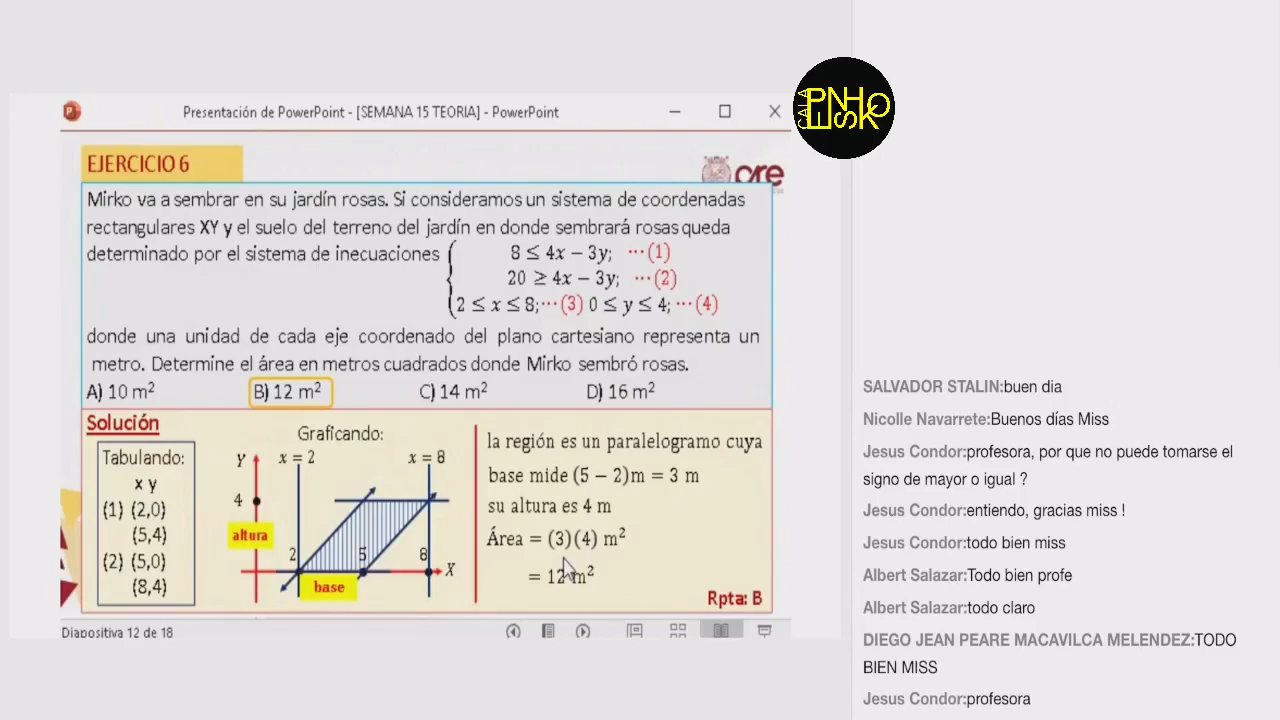 Presentación de PowerPoint - [SEMANA 15 TEORIA] - PowerPoint
CALA
PNHO
ESK
EJERCICIO 6
cre
Mirko va a sembrar en su jardín rosas. Si consideramos un sistema de coordenadas
rectangulares XY y el suelo del terreno del jardín en donde sembrará rosas queda
determinado por el sistema de inecuaciones
8 ≤ 4x − 3y; ⋯(1)
20 ≥ 4x − 3y; ⋯(2)
2 ≤ x ≤ 8;⋯(3) 0 ≤ y ≤ 4; ⋯(4)
donde una unidad de cada eje coordenado del plano cartesiano representa un
metro. Determine el área en metros cuadrados donde Mirko sembró rosas.
A) 10 m² B) 12 m² C) 14 m² D) 16 m²
Solución
Tabulando:
x y
(1) (2,0)
(5,4)
(2) (5,0)
(8,4)
Graficando:
Y x = 2 x = 8
4
altura
2 5 8
X
base
la región es un paralelogramo cuya
base mide (5 − 2)m = 3 m
su altura es 4 m
Área = (3)(4) m²
= 12 m²
Rpta: B
Diapositiva 12 de 18
SALVADOR STALIN:buen dia
Nicolle Navarrete:Buenos días Miss
Jesus Condor:profesora, por que no puede tomarse el
signo de mayor o igual ?
Jesus Condor:entiendo, gracias miss !
Jesus Condor:todo bien miss
Albert Salazar:Todo bien profe
Albert Salazar:todo claro
DIEGO JEAN PEARE MACAVILCA MELENDEZ:TODO
BIEN MISS
Jesus Condor:profesora